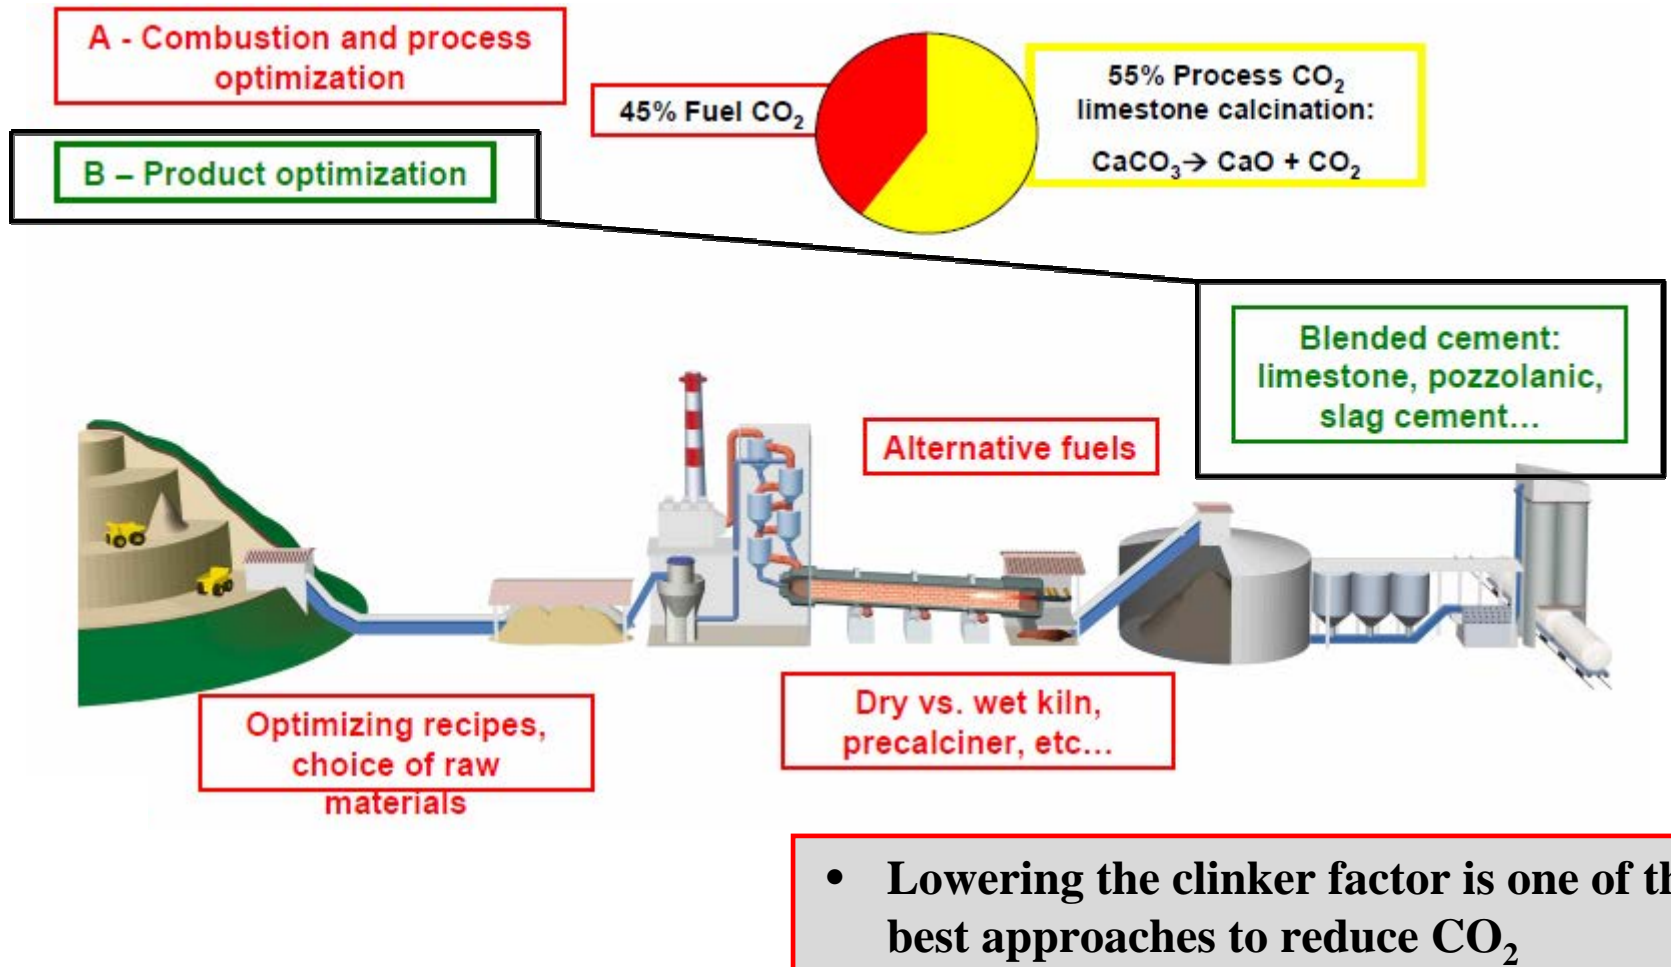 A - Combustion and process
optimization
45% Fuel CO₂
55% Process CO₂
limestone calcination:
CaCO₃→ CaO + CO₂
B – Product optimization
Blended cement:
limestone, pozzolanic,
slag cement...
Alternative fuels
Optimizing recipes,
choice of raw
materials
Dry vs. wet kiln,
precalciner, etc...
• Lowering the clinker factor is one of
best approaches to reduce CO₂